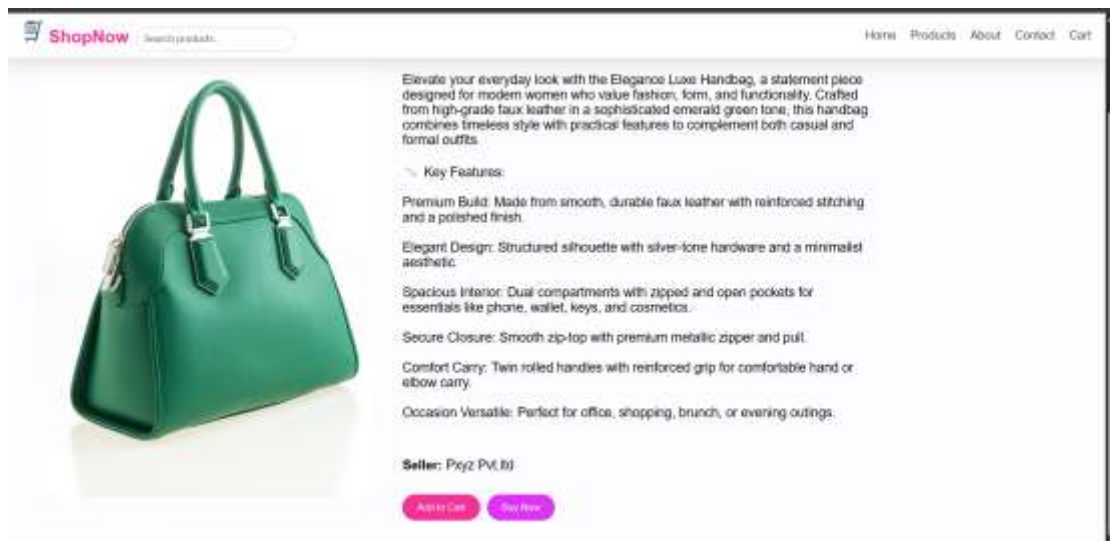 ShopNow
Search products...
Home Products About Contact Cart
Elevate your everyday look with the Elegance Luxe Handbag, a statement piece
designed for modern women who value fashion, form, and functionality. Crafted
from high-grade faux leather in a sophisticated emerald green tone, this handbag
combines timeless style with practical features to complement both casual and
formal outfits.
Key Features:
Premium Build: Made from smooth, durable faux leather with reinforced stitching
and a polished finish.
Elegant Design: Structured silhouette with silver-tone hardware and a minimalist
aesthetic.
Spacious Interior: Dual compartments with zipped and open pockets for
essentials like phone, wallet, keys, and cosmetics.
Secure Closure: Smooth zip-top with premium metallic zipper and pull.
Comfort Carry: Twin rolled handles with reinforced grip for comfortable hand or
elbow carry.
Occasion Versatile: Perfect for office, shopping, brunch, or evening outings.
Seller: Pxyz Pvt.ltd
Add to Cart Buy Now